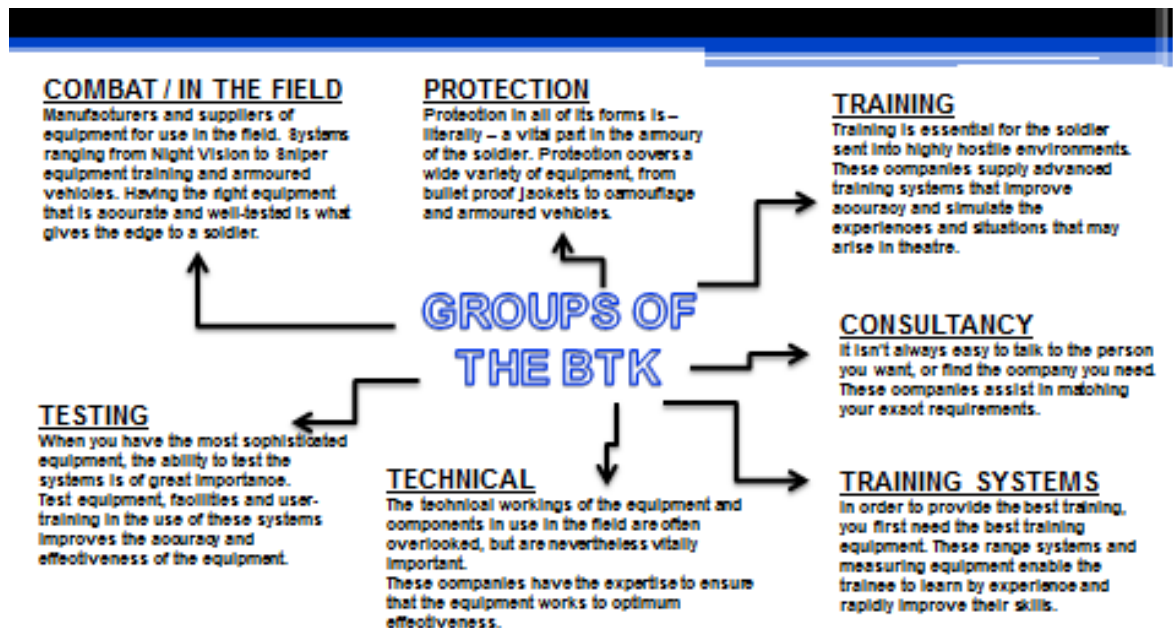 COMBAT / IN THE FIELD
Manufacturers and suppliers of
equipment for use in the field. Systems
ranging from Night Vision to Sniper
equipment training and armoured
vehicles. Having the right equipment
that is accurate and well-tested is what
gives the edge to a soldier.
PROTECTION
Protection in all of its forms is –
literally – a vital part in the armoury
of the soldier. Protection covers a
wide variety of equipment, from
bullet proof jackets to camouflage
and armoured vehicles.
TRAINING
Training is essential for the soldier
sent into highly hostile environments.
These companies supply advanced
training systems that improve
accuracy and simulate the
experiences and situations that may
arise in theatre.
GROUPS OF
THE BTK
CONSULTANCY
It isn't always easy to talk to the person
you want, or find the company you need.
These companies assist in matching
your exact requirements.
TESTING
When you have the most sophisticated
equipment, the ability to test the
systems is of great importance.
Test equipment, facilities and user-
training in the use of these systems
improves the accuracy and
effectiveness of the equipment.
TECHNICAL
The technical workings of the equipment and
components in use in the field are often
overlooked, but are nevertheless vitally
important.
These companies have the expertise to ensure
that the equipment works to optimum
effectiveness.
TRAINING SYSTEMS
In order to provide the best training,
you first need the best training
equipment. These range systems and
measuring equipment enable the
trainee to learn by experience and
rapidly improve their skills.